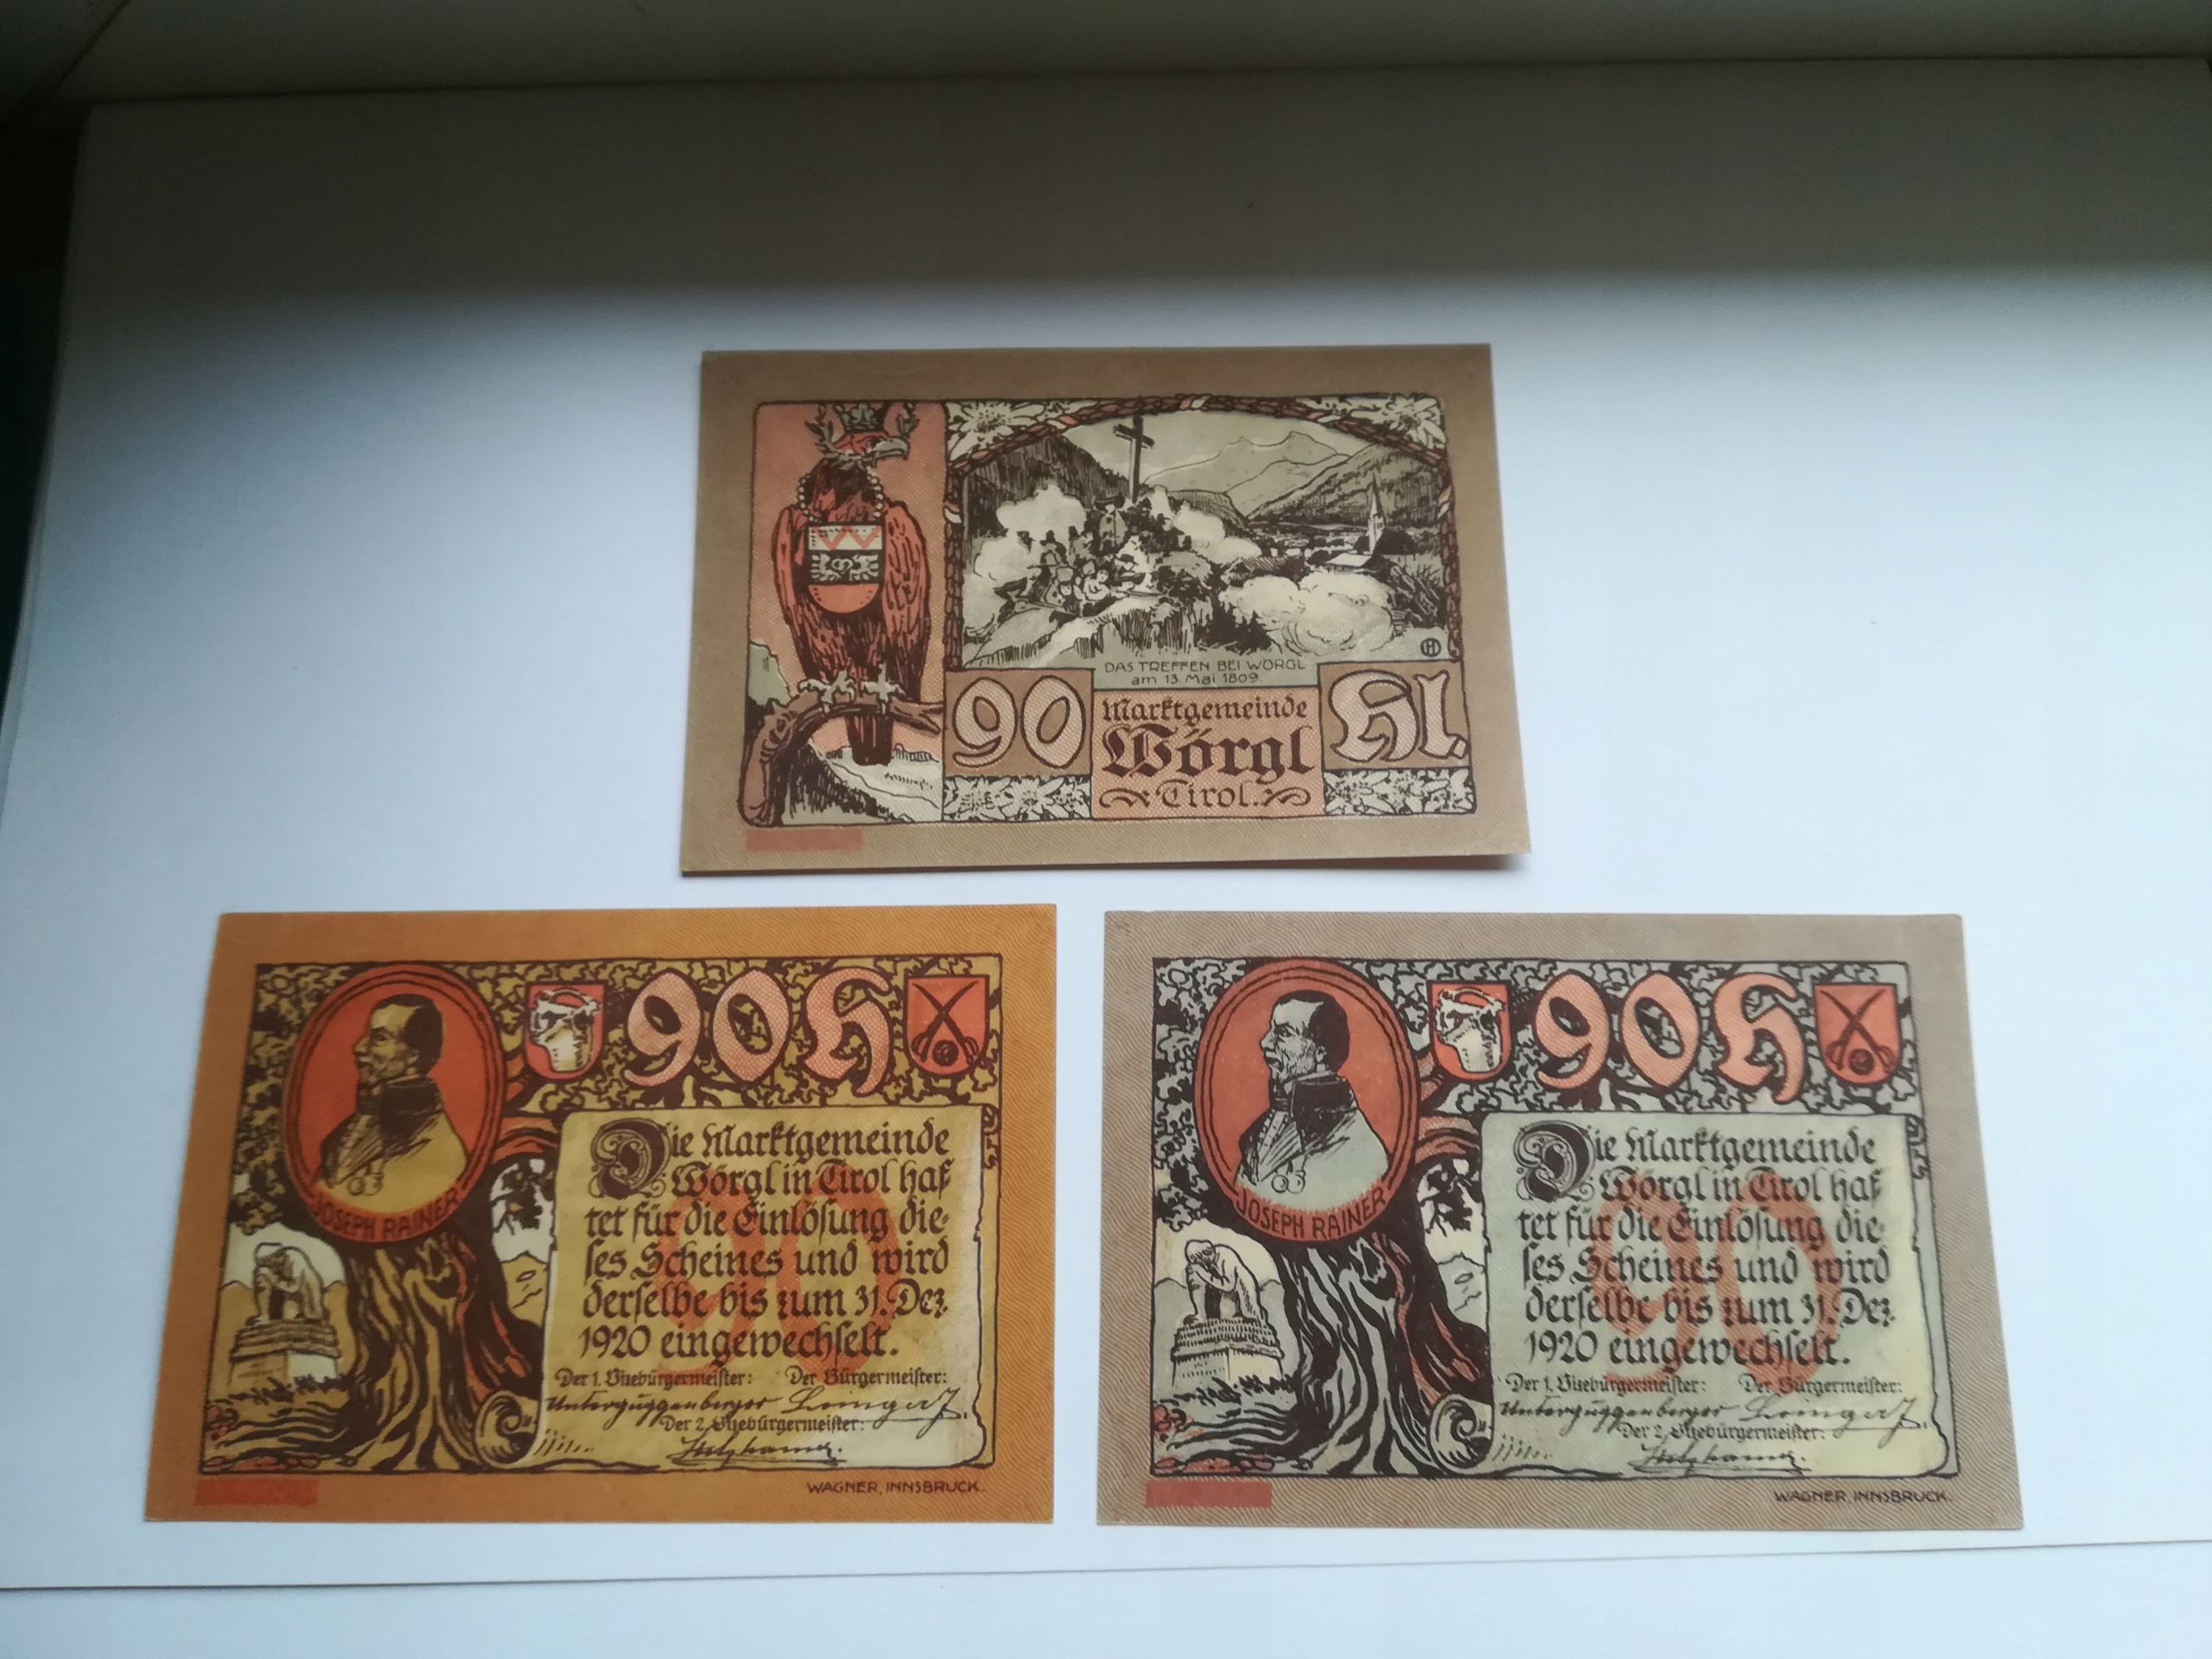 DAS TREFFEN BEI WÖRGL
am 13. Mai 1809.
90
Marktgemeinde
Wörgl
Tirol.
Hl.
H
90 H
JOSEPH RAINER
Die Marktgemeinde
Wörgl in Tirol haf
tet für die Einlösung die-
ses Scheines und wird
derselbe bis zum 31. Dez.
1920 eingewechselt.
90
Der 1. Vizebürgermeister: Der Bürgermeister:
Unterguggenberger
Der 2. Vizebürgermeister:
WAGNER, INNSBRUCK.
90 H
JOSEPH RAINER
Die Marktgemeinde
Wörgl in Tirol haf
tet für die Einlösung die-
ses Scheines und wird
derselbe bis zum 31. Dez.
1920 eingewechselt.
90
Der 1. Vizebürgermeister: Der Bürgermeister:
Unterguggenberger
Der 2. Vizebürgermeister:
WAGNER, INNSBRUCK.